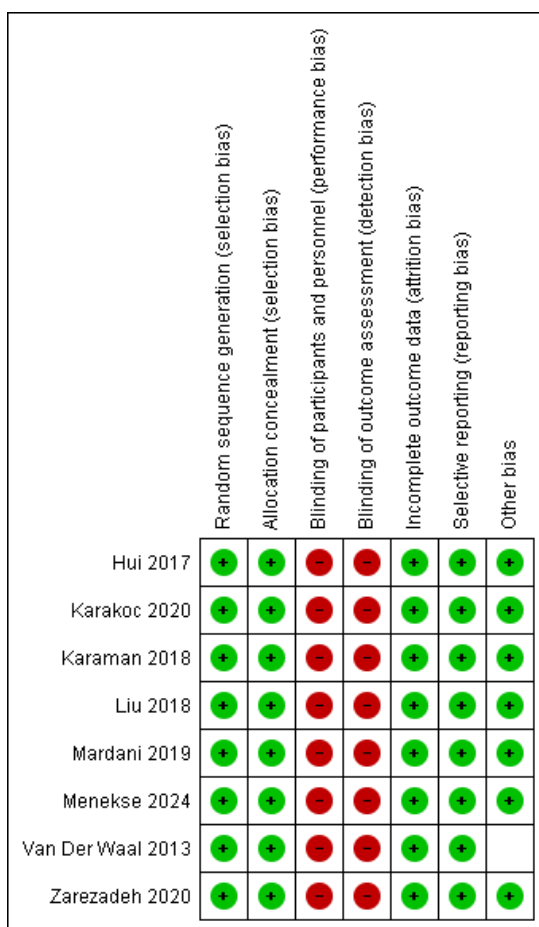 Random sequence generation (selection bias)
Allocation concealment (selection bias)
Blinding of participants and personnel (performance bias)
Blinding of outcome assessment (detection bias)
Incomplete outcome data (attrition bias)
Selective reporting (reporting bias)
Other bias
Hui 2017 + + - - + + +
Karakoc 2020 + + - - + + +
Karaman 2018 + + - - + + +
Liu 2018 + + - - + + +
Mardani 2019 + + - - + + +
Menekse 2024 + + - - + + +
Van Der Waal 2013 + + - - + +
Zarezadeh 2020 + + - - + + +